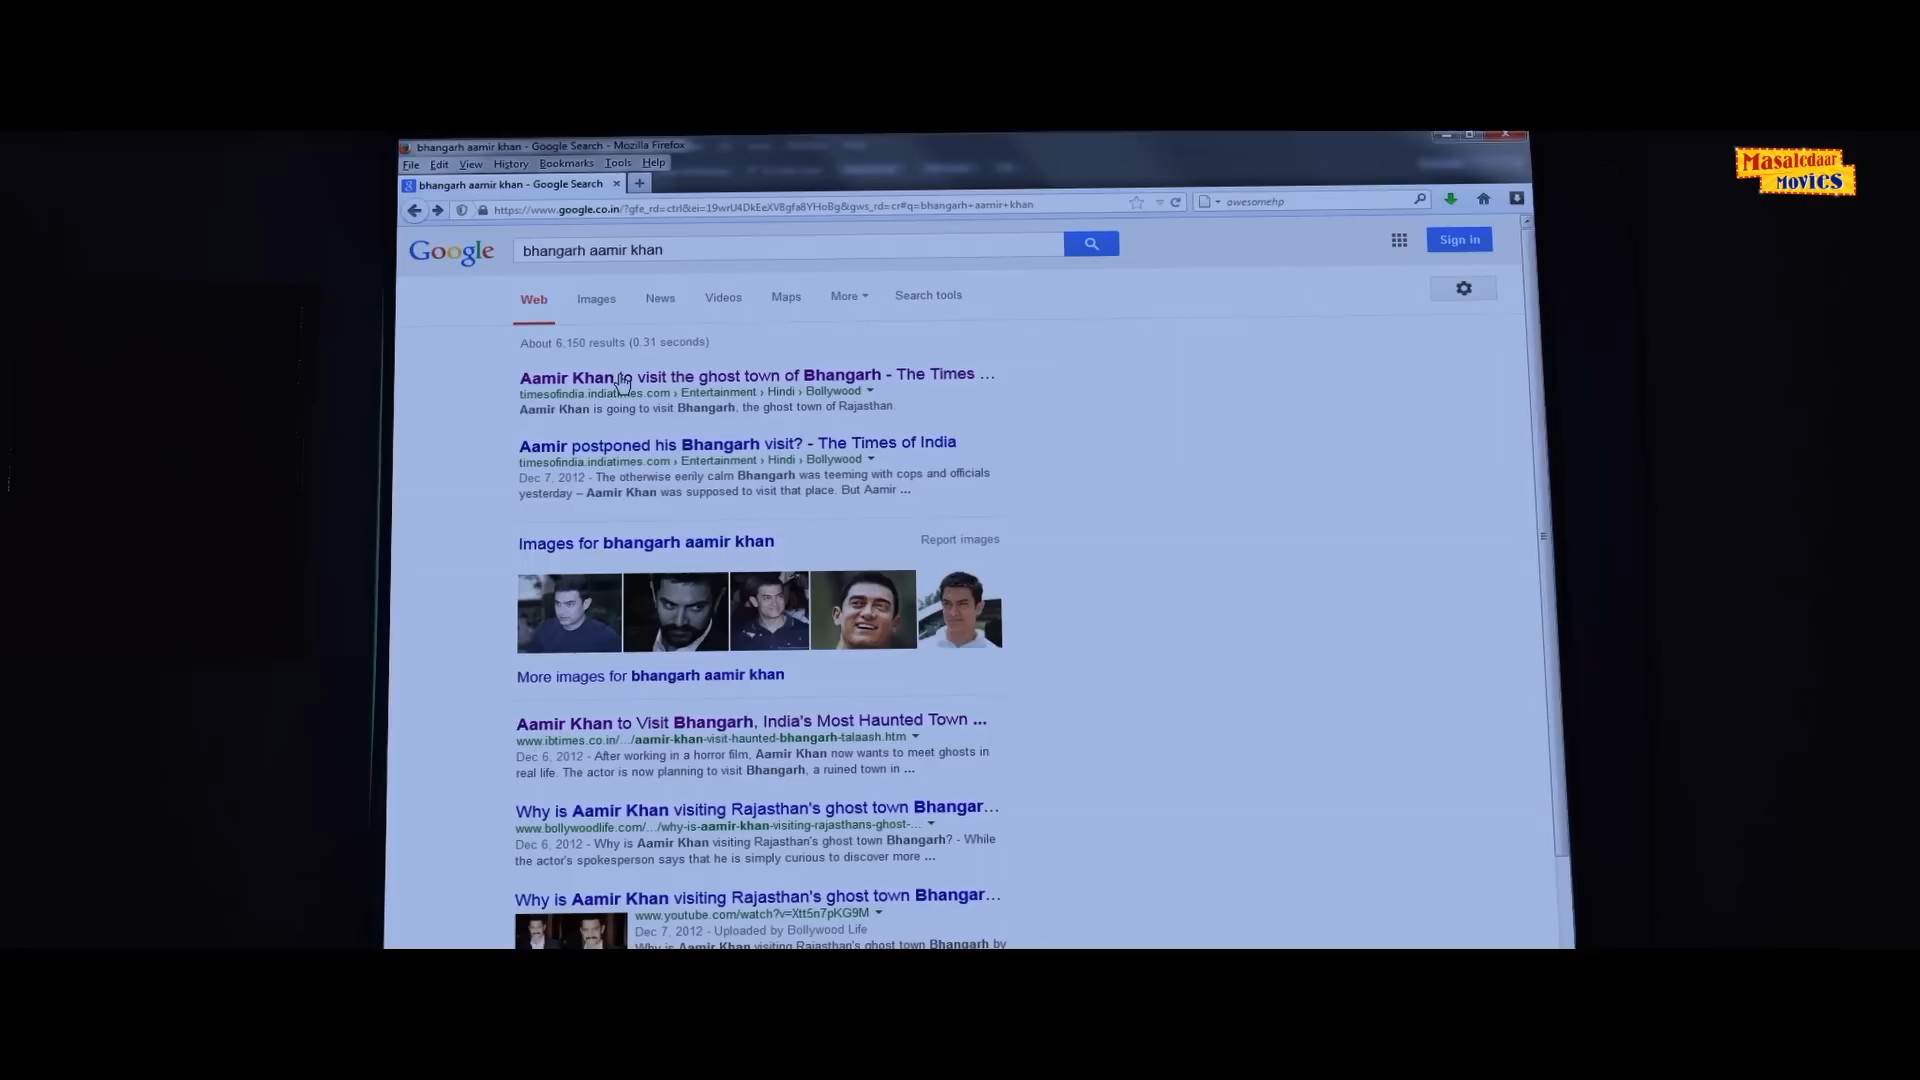 Masaledaar
Movies
bhangarh aamir khan - Google Search - Mozilla Firefox
File Edit View History Bookmarks Tools Help
bhangarh aamir khan - Google Search × +
https://www.google.co.in/?gfe_rd=ctrl&ei=19wrU4DkEeXV8gfa8YHoBg&gws_rd=cr#q=bhangarh+aamir+khan
awesomehp
Google
bhangarh aamir khan
Sign in
Web Images News Videos Maps More Search tools
About 6,150 results (0.31 seconds)
Aamir Khan to visit the ghost town of Bhangarh - The Times ...
timesofindia.indiatimes.com › Entertainment › Hindi › Bollywood
Aamir Khan is going to visit Bhangarh, the ghost town of Rajasthan.
Aamir postponed his Bhangarh visit? - The Times of India
timesofindia.indiatimes.com › Entertainment › Hindi › Bollywood
Dec 7, 2012 - The otherwise eerily calm Bhangarh was teeming with cops and officials
yesterday – Aamir Khan was supposed to visit that place. But Aamir ...
Images for bhangarh aamir khan
Report images
More images for bhangarh aamir khan
Aamir Khan to Visit Bhangarh, India's Most Haunted Town ...
www.ibtimes.co.in/.../aamir-khan-visit-haunted-bhangarh-talaash.htm
Dec 6, 2012 - After working in a horror film, Aamir Khan now wants to meet ghosts in
real life. The actor is now planning to visit Bhangarh, a ruined town in ...
Why is Aamir Khan visiting Rajasthan's ghost town Bhangar...
www.bollywoodlife.com/.../why-is-aamir-khan-visiting-rajasthans-ghost-...
Dec 6, 2012 - Why is Aamir Khan visiting Rajasthan's ghost town Bhangarh? - While
the actor's spokesperson says that he is simply curious to discover more ...
Why is Aamir Khan visiting Rajasthan's ghost town Bhangar...
www.youtube.com/watch?v=Xtt5n7pKG9M
Dec 7, 2012 - Uploaded by Bollywood Life
Why is Aamir Khan visiting Rajasthan's ghost town Bhangarh by